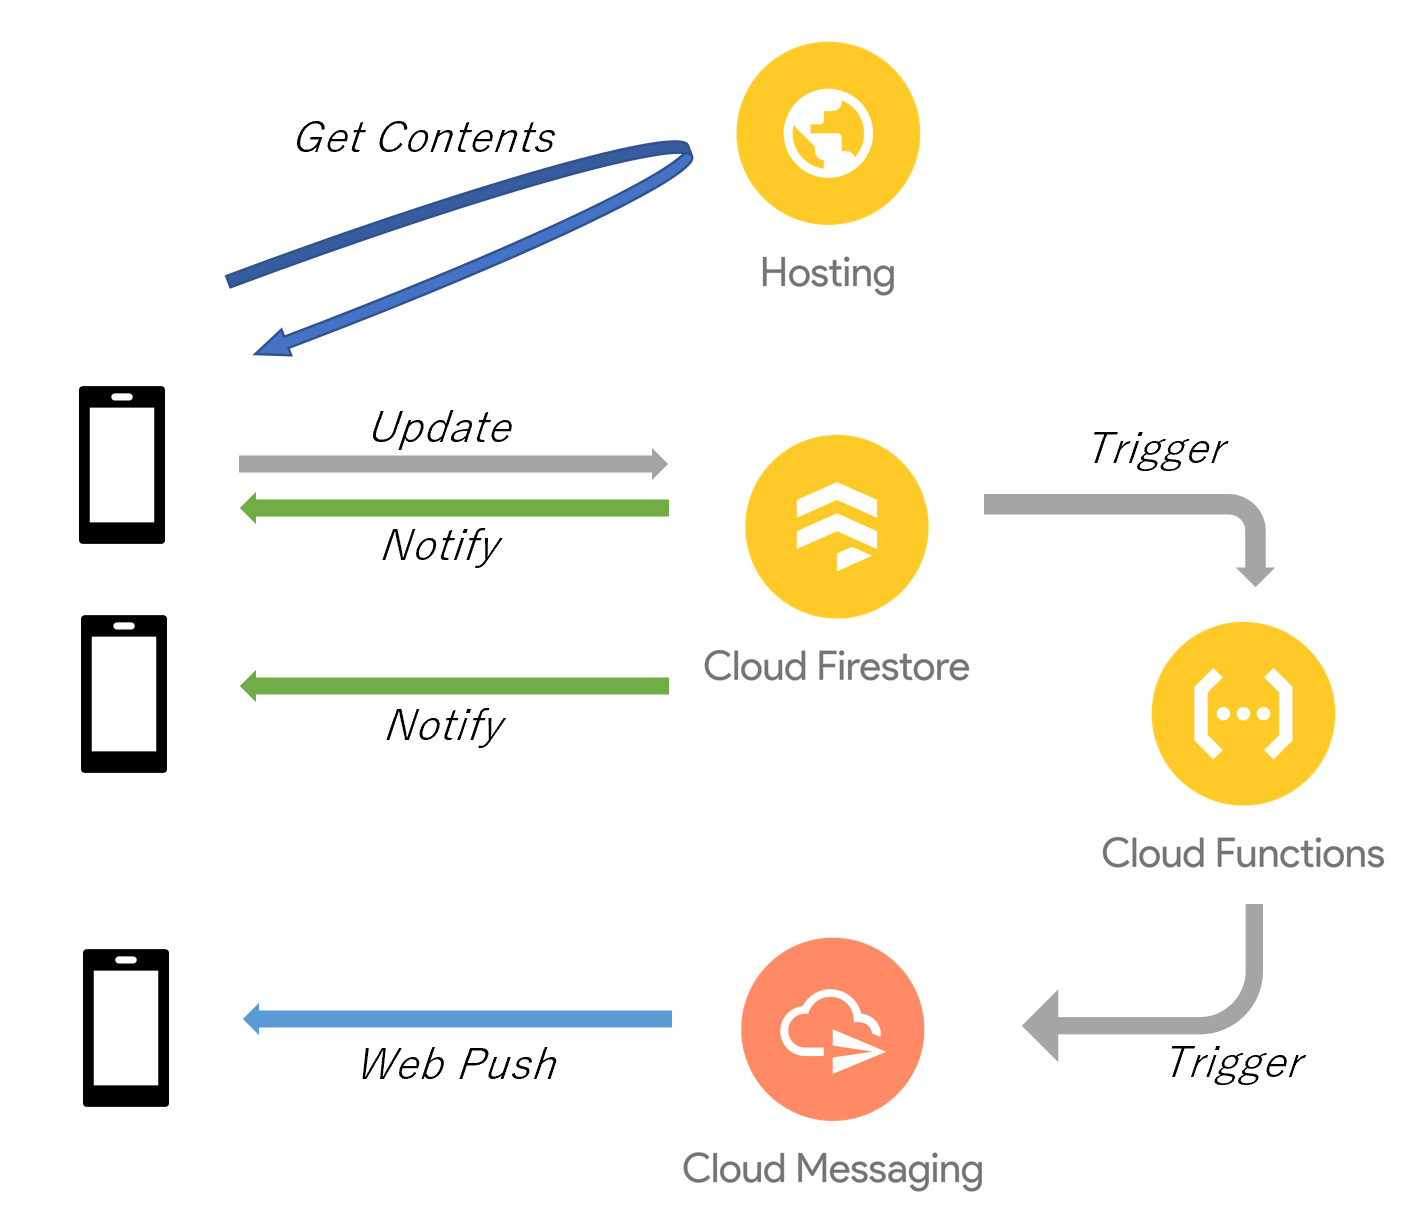 Get Contents
Hosting
Update
Trigger
Notify
Cloud Firestore
Notify
Cloud Functions
Web Push
Trigger
Cloud Messaging